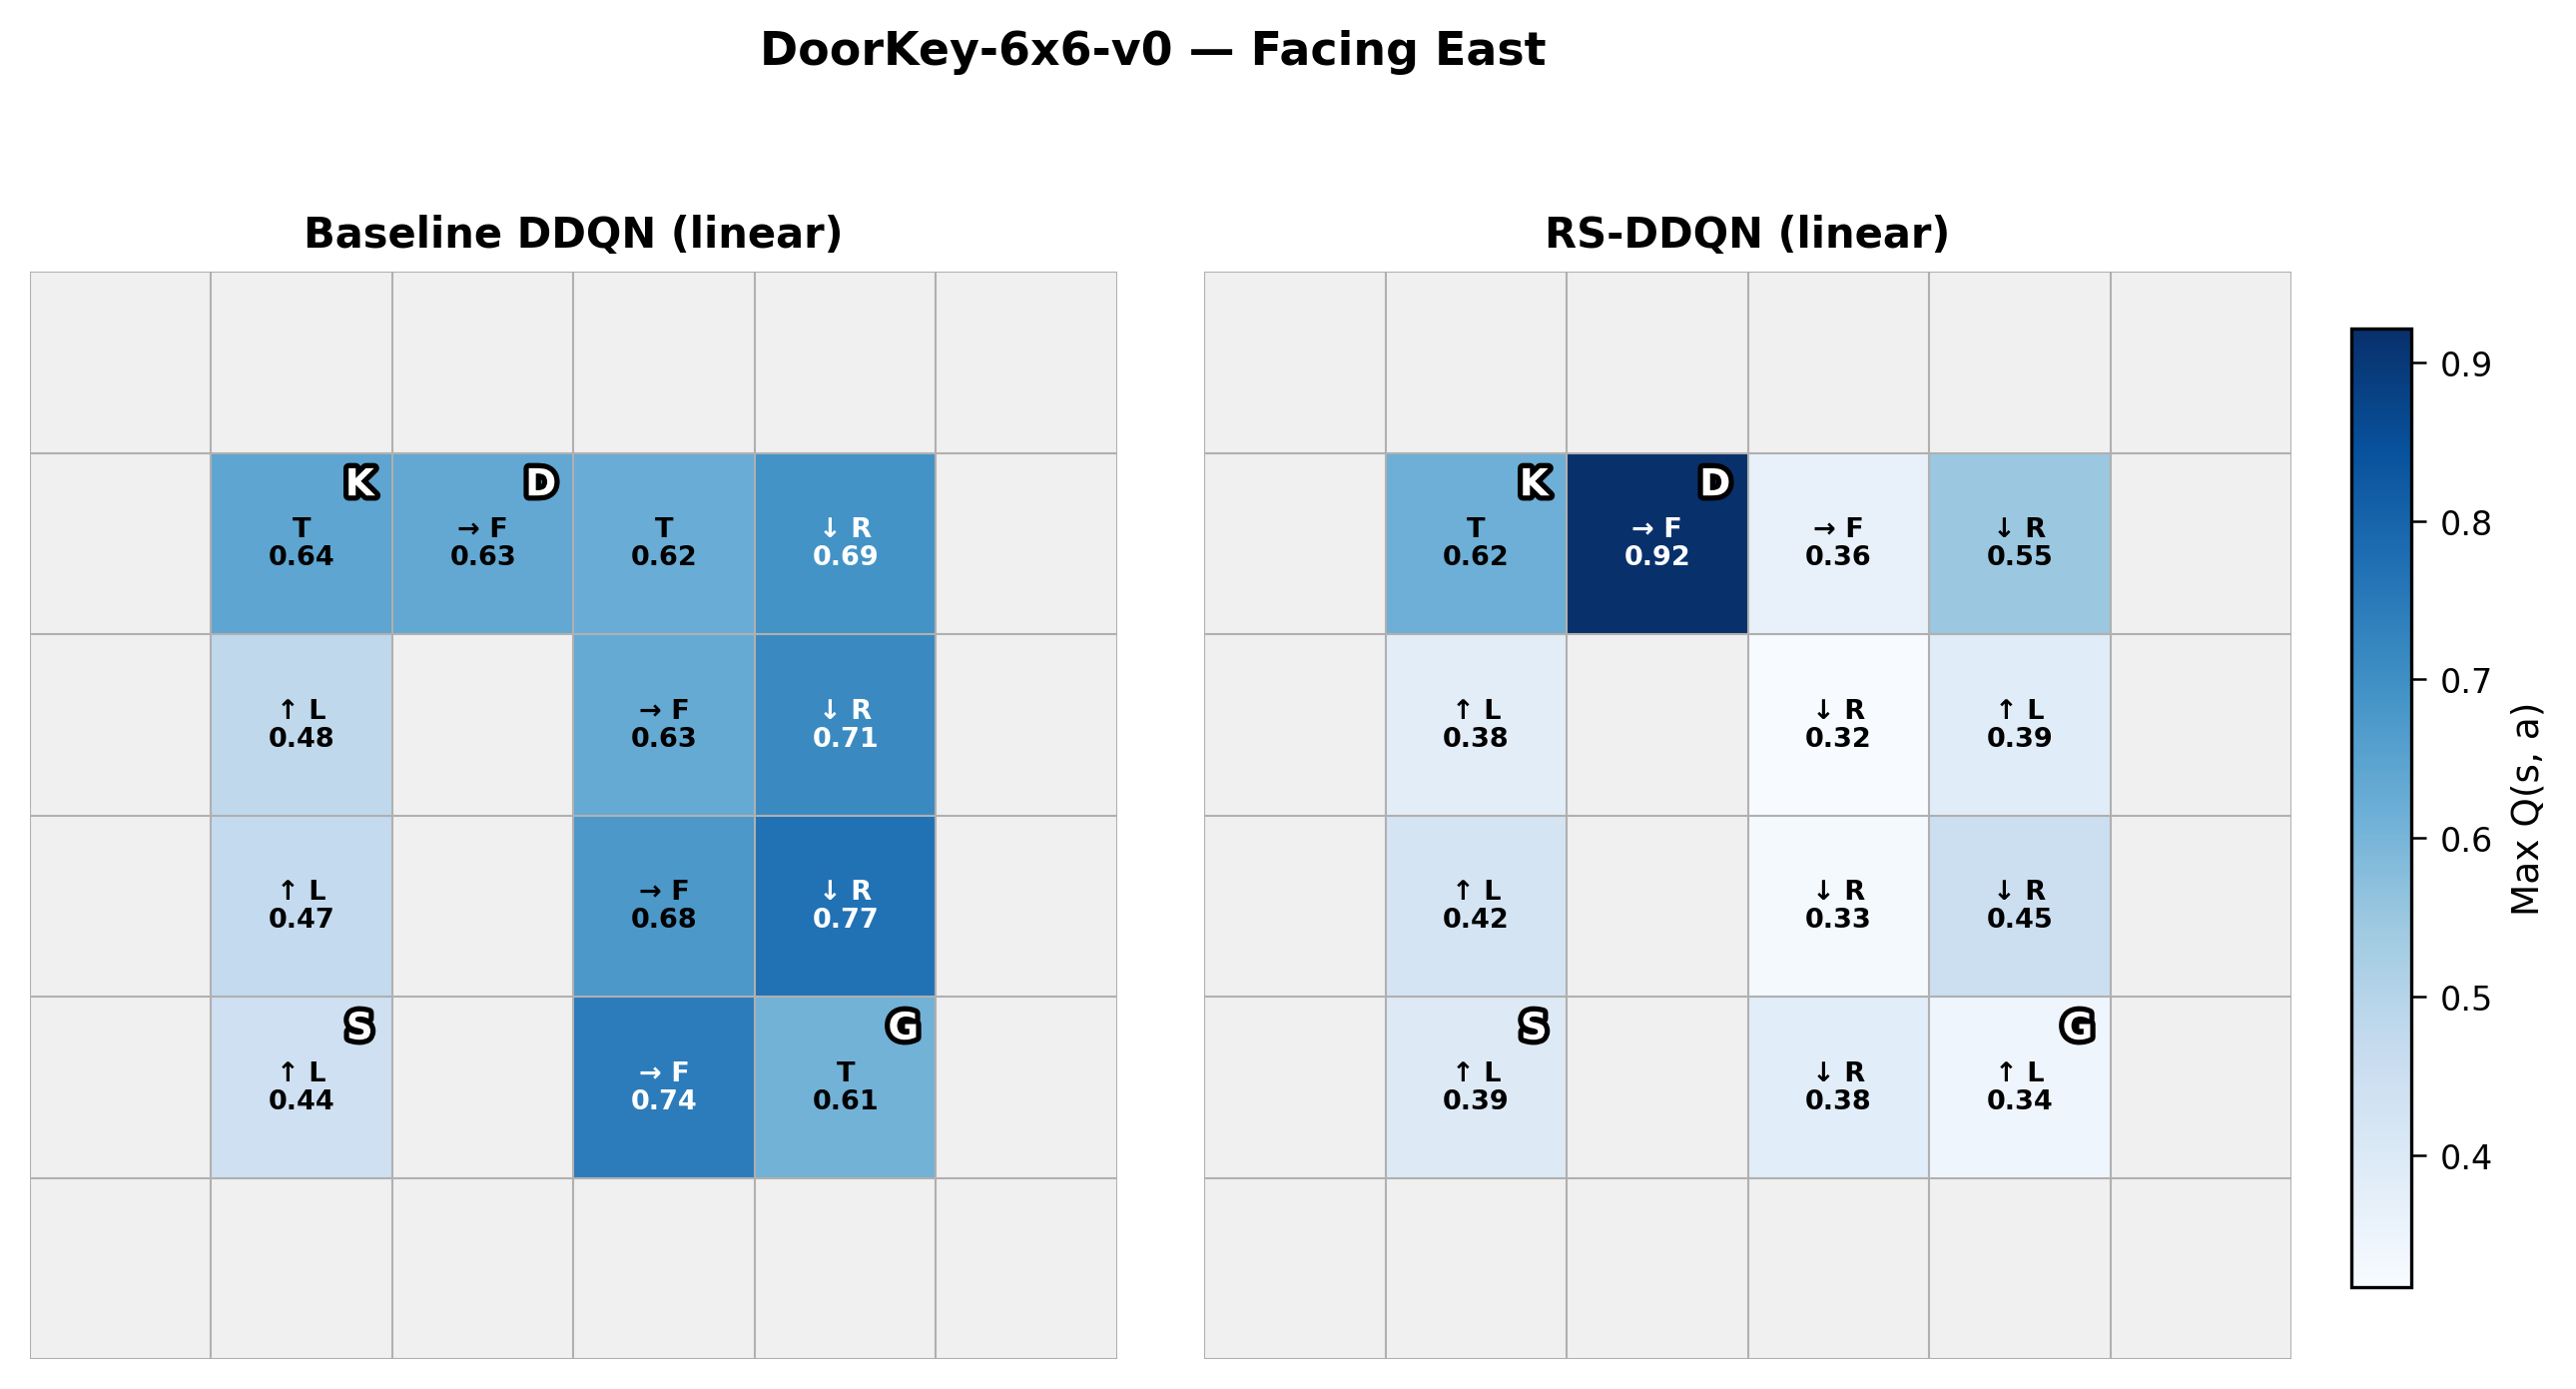 DoorKey-6x6-v0 — Facing East
Baseline DDQN (linear)
K
D
T
→ F
T
↓ R
0.64
0.63
0.62
0.69
↑ L
→ F
↓ R
0.48
0.63
0.71
↑ L
→ F
↓ R
0.47
0.68
0.77
S
G
↑ L
→ F
T
0.44
0.74
0.61
RS-DDQN (linear)
K
D
T
→ F
→ F
↓ R
0.62
0.92
0.36
0.55
↑ L
↓ R
↑ L
0.38
0.32
0.39
↑ L
↓ R
↓ R
0.42
0.33
0.45
S
G
↑ L
↓ R
↑ L
0.39
0.38
0.34
0.9
0.8
0.7
0.6
0.5
0.4
Max Q(s, a)